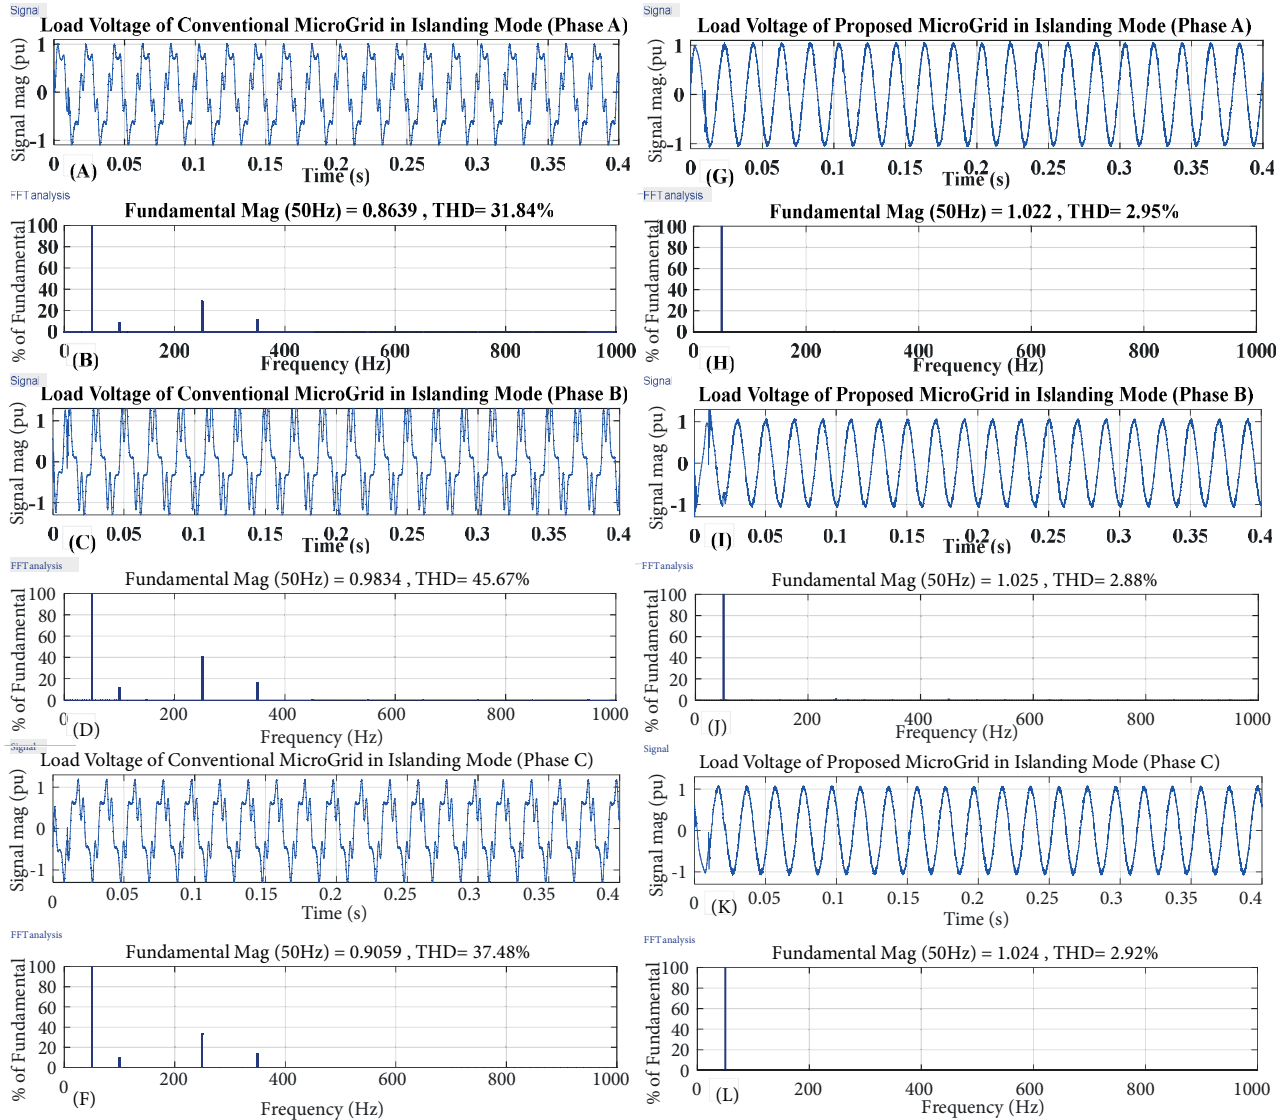 Signal
Load Voltage of Conventional MicroGrid in Islanding Mode (Phase A)
Signal mag (pu)
1
0
-1
0 0.05 0.1 0.15 0.2 0.25 0.3 0.35 0.4
(A)
Time (s)
FFT analysis
Fundamental Mag (50Hz) = 0.8639 , THD= 31.84%
% of Fundamental
100
80
60
40
20
0
0 200 400 600 800 1000
(B)
Frequency (Hz)
Signal
Load Voltage of Conventional MicroGrid in Islanding Mode (Phase B)
Signal mag (pu)
1
0
-1
0 0.05 0.1 0.15 0.2 0.25 0.3 0.35 0.4
(C)
Time (s)
FFT analysis
Fundamental Mag (50Hz) = 0.9834 , THD= 45.67%
% of Fundamental
100
80
60
40
20
0
0 200 400 600 800 1000
(D)
Frequency (Hz)
Signal
Load Voltage of Conventional MicroGrid in Islanding Mode (Phase C)
Signal mag (pu)
1
0
-1
0 0.05 0.1 0.15 0.2 0.25 0.3 0.35 0.4
Time (s)
FFT analysis
Fundamental Mag (50Hz) = 0.9059 , THD= 37.48%
% of Fundamental
100
80
60
40
20
0
0 200 400 600 800 1000
(F)
Frequency (Hz)
Signal
Load Voltage of Proposed MicroGrid in Islanding Mode (Phase A)
Signal mag (pu)
1
0
-1
0 0.05 0.1 0.15 0.2 0.25 0.3 0.35 0.4
(G)
Time (s)
FFT analysis
Fundamental Mag (50Hz) = 1.022 , THD= 2.95%
% of Fundamental
100
80
60
40
20
0
0 200 400 600 800 1000
(H)
Frequency (Hz)
Signal
Load Voltage of Proposed MicroGrid in Islanding Mode (Phase B)
Signal mag (pu)
1
0
-1
0 0.05 0.1 0.15 0.2 0.25 0.3 0.35 0.4
(I)
Time (s)
FFT analysis
Fundamental Mag (50Hz) = 1.025 , THD= 2.88%
% of Fundamental
100
80
60
40
20
0
0 200 400 600 800 1000
(J)
Frequency (Hz)
Signal
Load Voltage of Proposed MicroGrid in Islanding Mode (Phase C)
Signal mag (pu)
1
0
-1
0 0.05 0.1 0.15 0.2 0.25 0.3 0.35 0.4
(K)
Time (s)
FFT analysis
Fundamental Mag (50Hz) = 1.024 , THD= 2.92%
% of Fundamental
100
80
60
40
20
0
0 200 400 600 800 1000
(L)
Frequency (Hz)